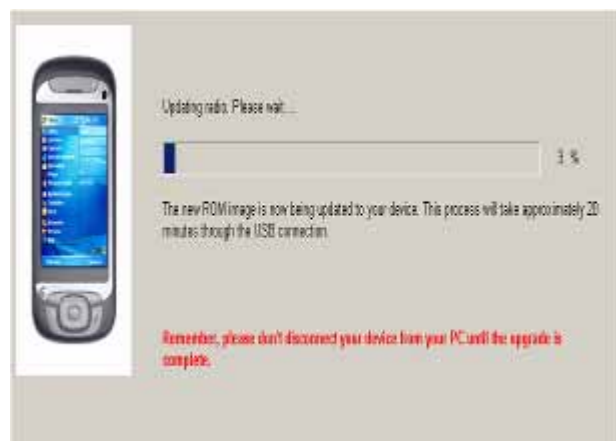 Updating radio. Please wait....
3 %
The new ROM image is now being updated to your device. This process will take approximately 20
minutes through the USB connection.
Remember, please don't disconnect your device from your PC until the upgrade is
complete.